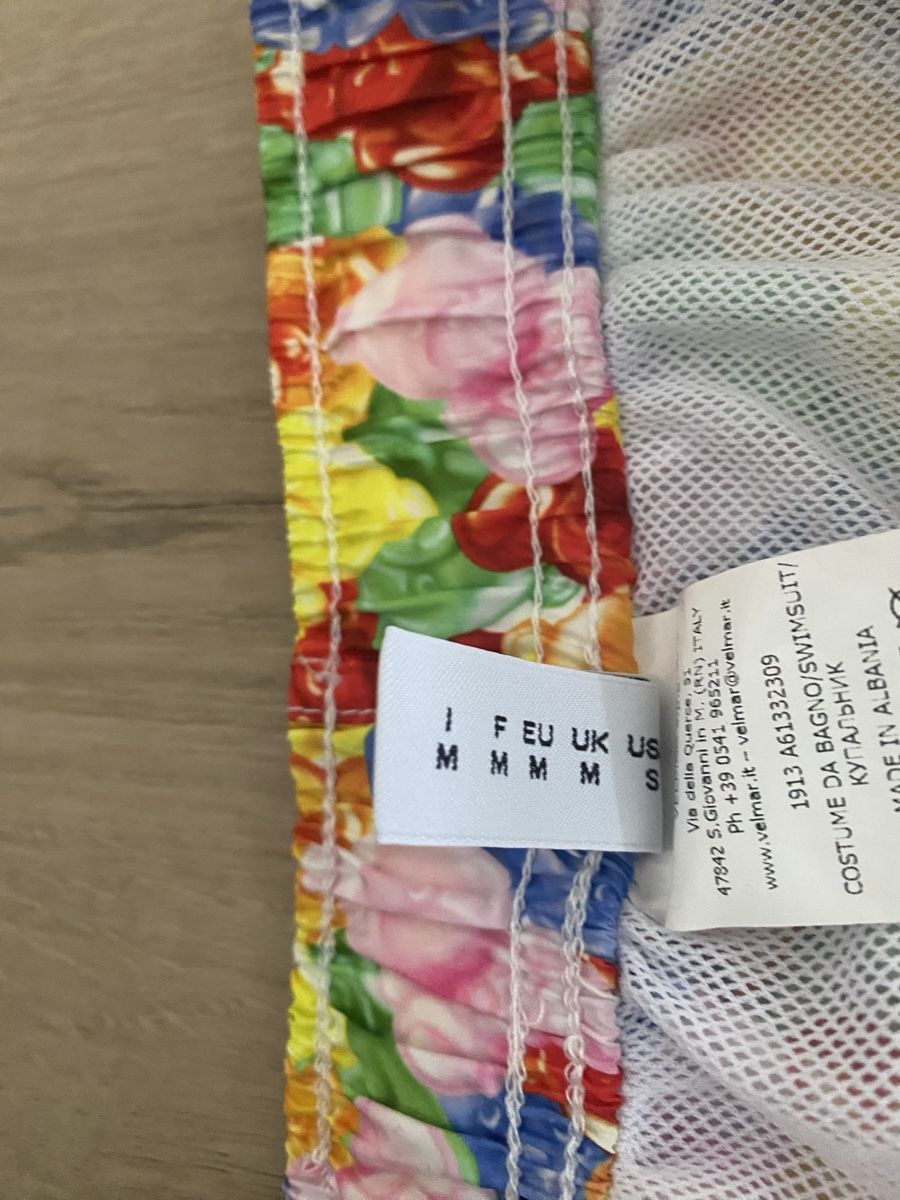 I F EU UK US
M M M M S
Via della Querce, 51
47842 S.Giovanni in M. (RN) ITALY
Ph +39 0541 965211
www.velmar.it – velmar@velmar.it
1913 A61332309
COSTUME DA BAGNO/SWIMSUIT/
КУПАЛЬНИК
MADE IN ALBANIA